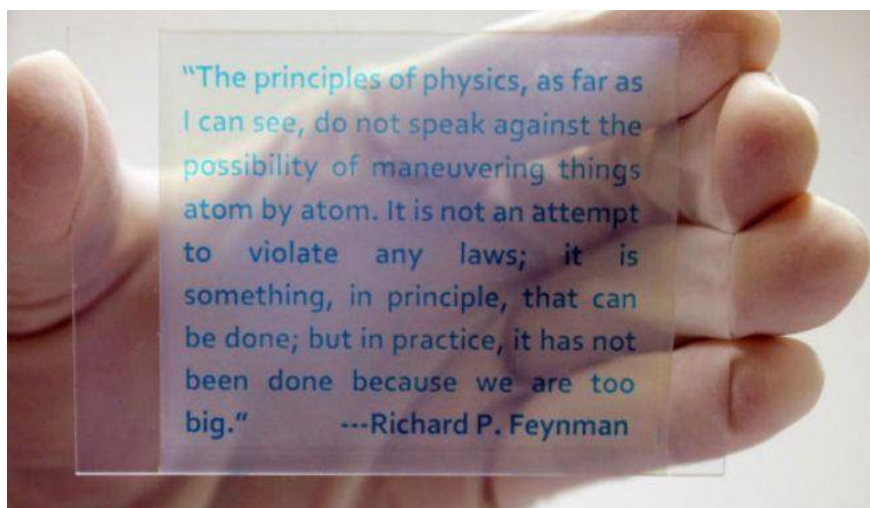 “The principles of physics, as far as
I can see, do not speak against the
possibility of maneuvering things
atom by atom. It is not an attempt
to violate any laws; it is
something, in principle, that can
be done; but in practice, it has not
been done because we are too
big.” ---Richard P. Feynman